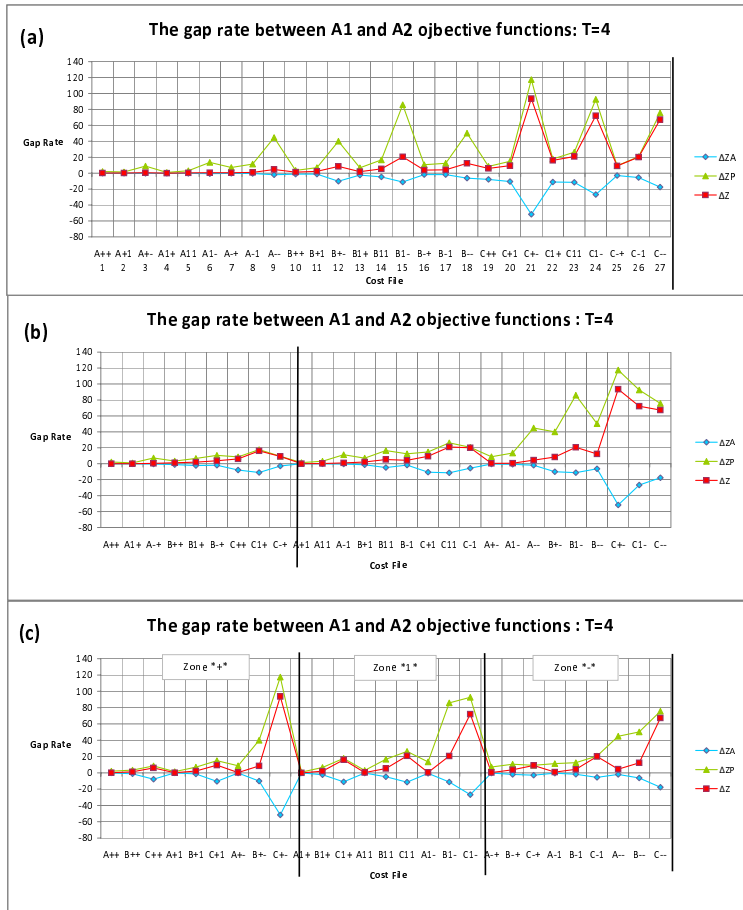 (a)
The gap rate between A1 and A2 ojbective functions: T=4
140
120
100
80
60
40
20
0
-20
-40
-60
-80
Gap Rate
A++ A+1 A+- A1+ A11 A1- A-+ A-1 A-- B++ B+1 B+- B1+ B11 B1- B-+ B-1 B-- C++ C+1 C+- C1+ C11 C1- C-+ C-1 C--
1 2 3 4 5 6 7 8 9 10 11 12 13 14 15 16 17 18 19 20 21 22 23 24 25 26 27
Cost File
ΔZA
ΔZP
ΔZ
(b)
The gap rate between A1 and A2 objective functions : T=4
140
120
100
80
60
40
20
0
-20
-40
-60
-80
Gap Rate
A++ A1+ A-+ B++ B1+ B-+ C++ C1+ C-+ A+1 A11 A-1 B+1 B11 B-1 C+1 C11 C-1 A+- A1- A-- B+- B1- B-- C+- C1- C--
Cost File
ΔZA
ΔZP
ΔZ
(c)
The gap rate between A1 and A2 objective functions : T=4
Zone *+*
Zone *1*
Zone *-*
140
120
100
80
60
40
20
0
-20
-40
-60
-80
Gap Rate
A++ B++ C++ A+1 B+1 C+1 A+- B+- C+- A1+ B1+ C1+ A11 B11 C11 A1- B1- C1- A-+ B-+ C-+ A-1 B-1 C-1 A-- B-- C--
Cost File
ΔZA
ΔZP
ΔZ